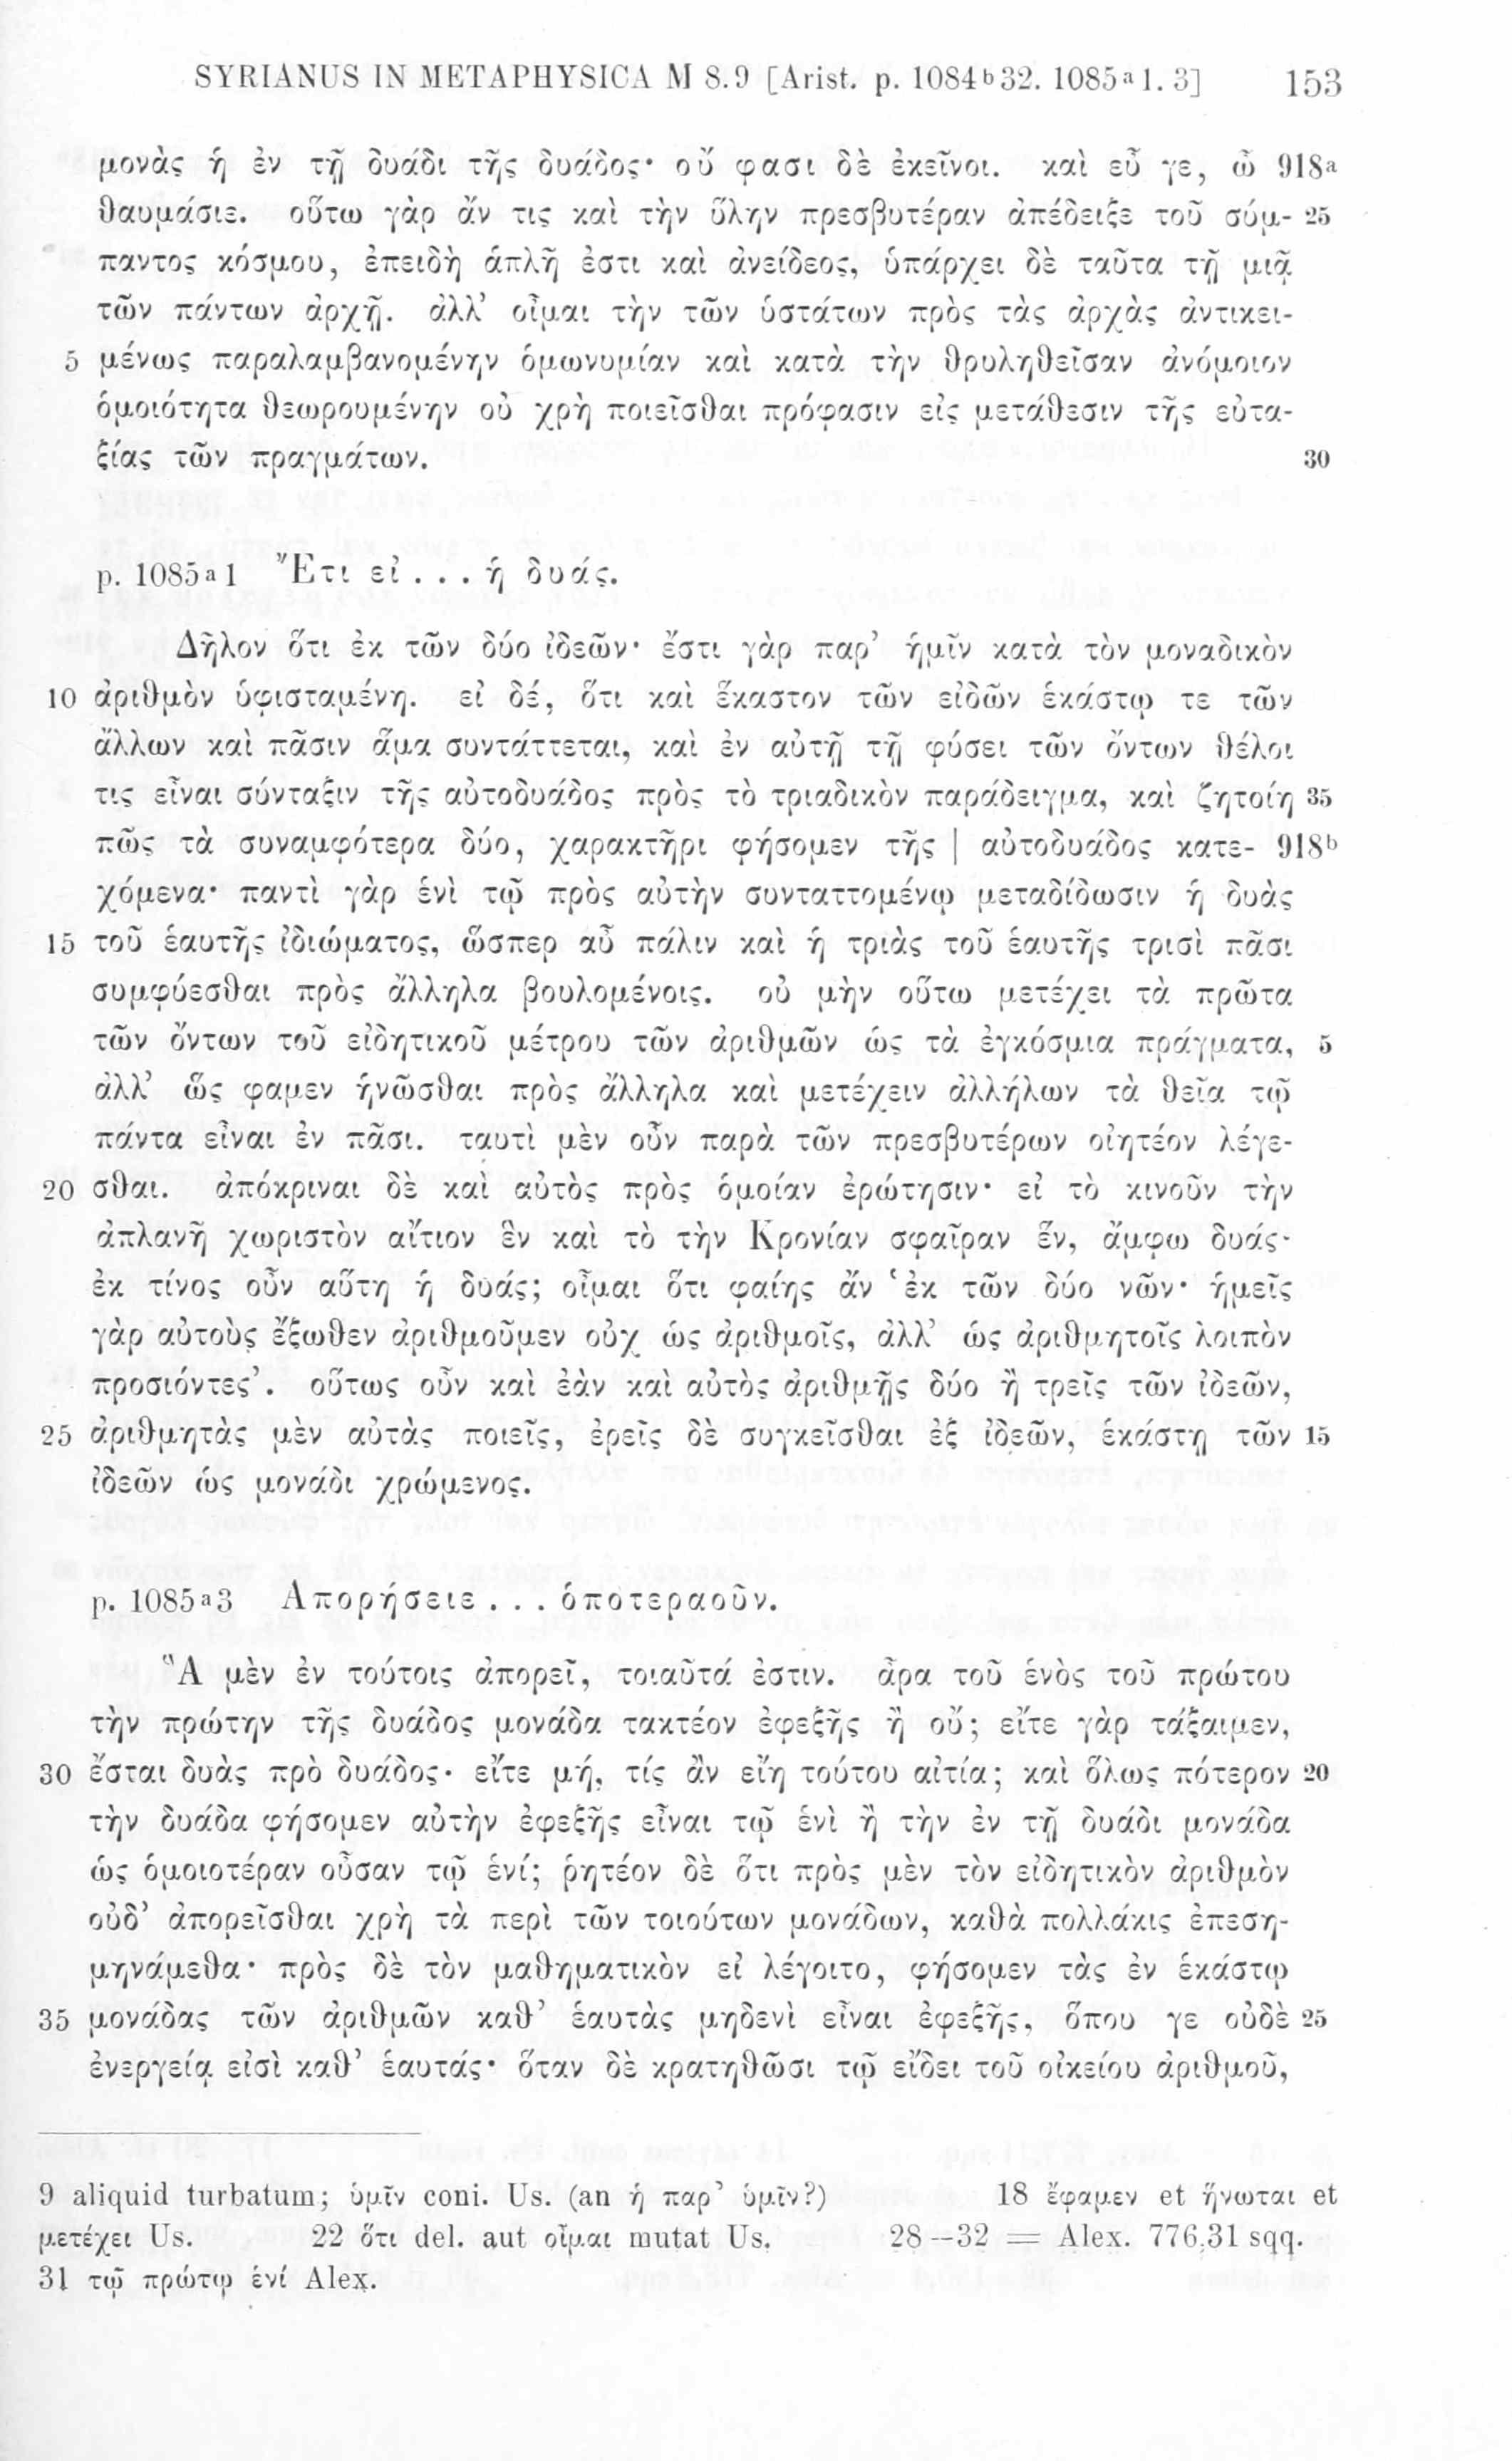 SYRIANUS IN METAPHYSICA M 8.9 [Arist. p. 1084ᵇ32. 1085ᵃ1. 3] 153
μονὰς ἡ ἐν τῇ δυάδι τῆς δυάδος· οὔ φασι δὲ ἐκεῖνοι. καὶ εὖ γε, ὦ 918ᵃ
θαυμάσιε. οὕτω γὰρ ἄν τις καὶ τὴν ὕλην πρεσβυτέραν ἀπέδειξε τοῦ σύμ- 25
παντος κόσμου, ἐπειδὴ ἁπλῆ ἐστι καὶ ἀνείδεος, ὑπάρχει δὲ ταῦτα τῇ μιᾷ
τῶν πάντων ἀρχῇ. ἀλλ’ οἶμαι τὴν τῶν ὑστάτων πρὸς τὰς ἀρχὰς ἀντικει-
5 μένως παραλαμβανομένην ὁμωνυμίαν καὶ κατὰ τὴν θρυληθεῖσαν ἀνόμοιον
ὁμοιότητα θεωρουμένην οὐ χρὴ ποιεῖσθαι πρόφασιν εἰς μετάθεσιν τῆς εὐτα-
ξίας τῶν πραγμάτων. 30
p. 1085ᵃ1 Ἔτι εἰ . . . ἡ δυάς.
Δῆλον ὅτι ἐκ τῶν δύο ἰδεῶν· ἔστι γὰρ παρ’ ἡμῖν κατὰ τὸν μοναδικὸν
10 ἀριθμὸν ὑφισταμένη. εἰ δέ, ὅτι καὶ ἕκαστον τῶν εἰδῶν ἑκάστῳ τε τῶν
ἄλλων καὶ πᾶσιν ἅμα συντάττεται, καὶ ἐν αὐτῇ τῇ φύσει τῶν ὄντων θέλοι
τις εἶναι σύνταξιν τῆς αὐτοδυάδος πρὸς τὸ τριαδικὸν παράδειγμα, καὶ ζητοίη 35
πῶς τὰ συναμφότερα δύο, χαρακτῆρι φήσομεν τῆς | αὐτοδυάδος κατε- 918ᵇ
χόμενα· παντὶ γὰρ ἑνὶ τῷ πρὸς αὐτὴν συνταττομένῳ μεταδίδωσιν ἡ δυὰς
15 τοῦ ἑαυτῆς ἰδιώματος, ὥσπερ αὖ πάλιν καὶ ἡ τριὰς τοῦ ἑαυτῆς τρισὶ πᾶσι
συμφύεσθαι πρὸς ἄλληλα βουλομένοις. οὐ μὴν οὕτω μετέχει τὰ πρῶτα
τῶν ὄντων τοῦ εἰδητικοῦ μέτρου τῶν ἀριθμῶν ὡς τὰ ἐγκόσμια πράγματα, 5
ἀλλ’ ὥς φαμεν ἡνῶσθαι πρὸς ἄλληλα καὶ μετέχειν ἀλλήλων τὰ θεῖα τῷ
πάντα εἶναι ἐν πᾶσι. ταυτὶ μὲν οὖν παρὰ τῶν πρεσβυτέρων οἰητέον λέγε-
20 σθαι. ἀπόκριναι δὲ καὶ αὐτὸς πρὸς ὁμοίαν ἐρώτησιν· εἰ τὸ κινοῦν τὴν
ἀπλανῆ χωριστὸν αἴτιον ἓν καὶ τὸ τὴν Κρονίαν σφαῖραν ἕν, ἄμφω δυάς·
ἐκ τίνος οὖν αὕτη ἡ δυάς; οἶμαι ὅτι φαίης ἂν ‘ἐκ τῶν δύο νῶν· ἡμεῖς
γὰρ αὐτοὺς ἔξωθεν ἀριθμοῦμεν οὐχ ὡς ἀριθμοῖς, ἀλλ’ ὡς ἀριθμητοῖς λοιπὸν
προσιόντες’. οὕτως οὖν καὶ ἐὰν καὶ αὐτὸς ἀριθμῇς δύο ἢ τρεῖς τῶν ἰδεῶν,
25 ἀριθμητὰς μὲν αὐτὰς ποιεῖς, ἐρεῖς δὲ συγκεῖσθαι ἐξ ἰδεῶν, ἑκάστῃ τῶν 15
ἰδεῶν ὡς μονάδι χρώμενος.
p. 1085ᵃ3 Ἀπορήσειε . . . ὁποτεραοῦν.
Ἃ μὲν ἐν τούτοις ἀπορεῖ, τοιαῦτά ἐστιν. ἆρα τοῦ ἑνὸς τοῦ πρώτου
τὴν πρώτην τῆς δυάδος μονάδα τακτέον ἐφεξῆς ἢ οὔ; εἴτε γὰρ τάξαιμεν,
30 ἔσται δυὰς πρὸ δυάδος· εἴτε μή, τίς ἂν εἴη τούτου αἰτία; καὶ ὅλως πότερον 20
τὴν δυάδα φήσομεν αὐτὴν ἐφεξῆς εἶναι τῷ ἑνὶ ἢ τὴν ἐν τῇ δυάδι μονάδα
ὡς ὁμοιοτέραν οὖσαν τῷ ἑνί; ῥητέον δὲ ὅτι πρὸς μὲν τὸν εἰδητικὸν ἀριθμὸν
οὐδ’ ἀπορεῖσθαι χρὴ τὰ περὶ τῶν τοιούτων μονάδων, καθὰ πολλάκις ἐπεση-
μηνάμεθα· πρὸς δὲ τὸν μαθηματικὸν εἰ λέγοιτο, φήσομεν τὰς ἐν ἑκάστῳ
35 μονάδας τῶν ἀριθμῶν καθ’ ἑαυτὰς μηδενὶ εἶναι ἐφεξῆς, ὅπου γε οὐδὲ 25
ἐνεργείᾳ εἰσὶ καθ’ ἑαυτάς· ὅταν δὲ κρατηθῶσι τῷ εἴδει τοῦ οἰκείου ἀριθμοῦ,
9 aliquid turbatum; ὑμῖν coni. Us. (an ἡ παρ’ ὑμῖν?) 18 ἔφαμεν et ἥνωται et
μετέχει Us. 22 ὅτι del. aut οἶμαι mutat Us. 28—32 = Alex. 776,31 sqq.
31 τῷ πρώτῳ ἑνί Alex.